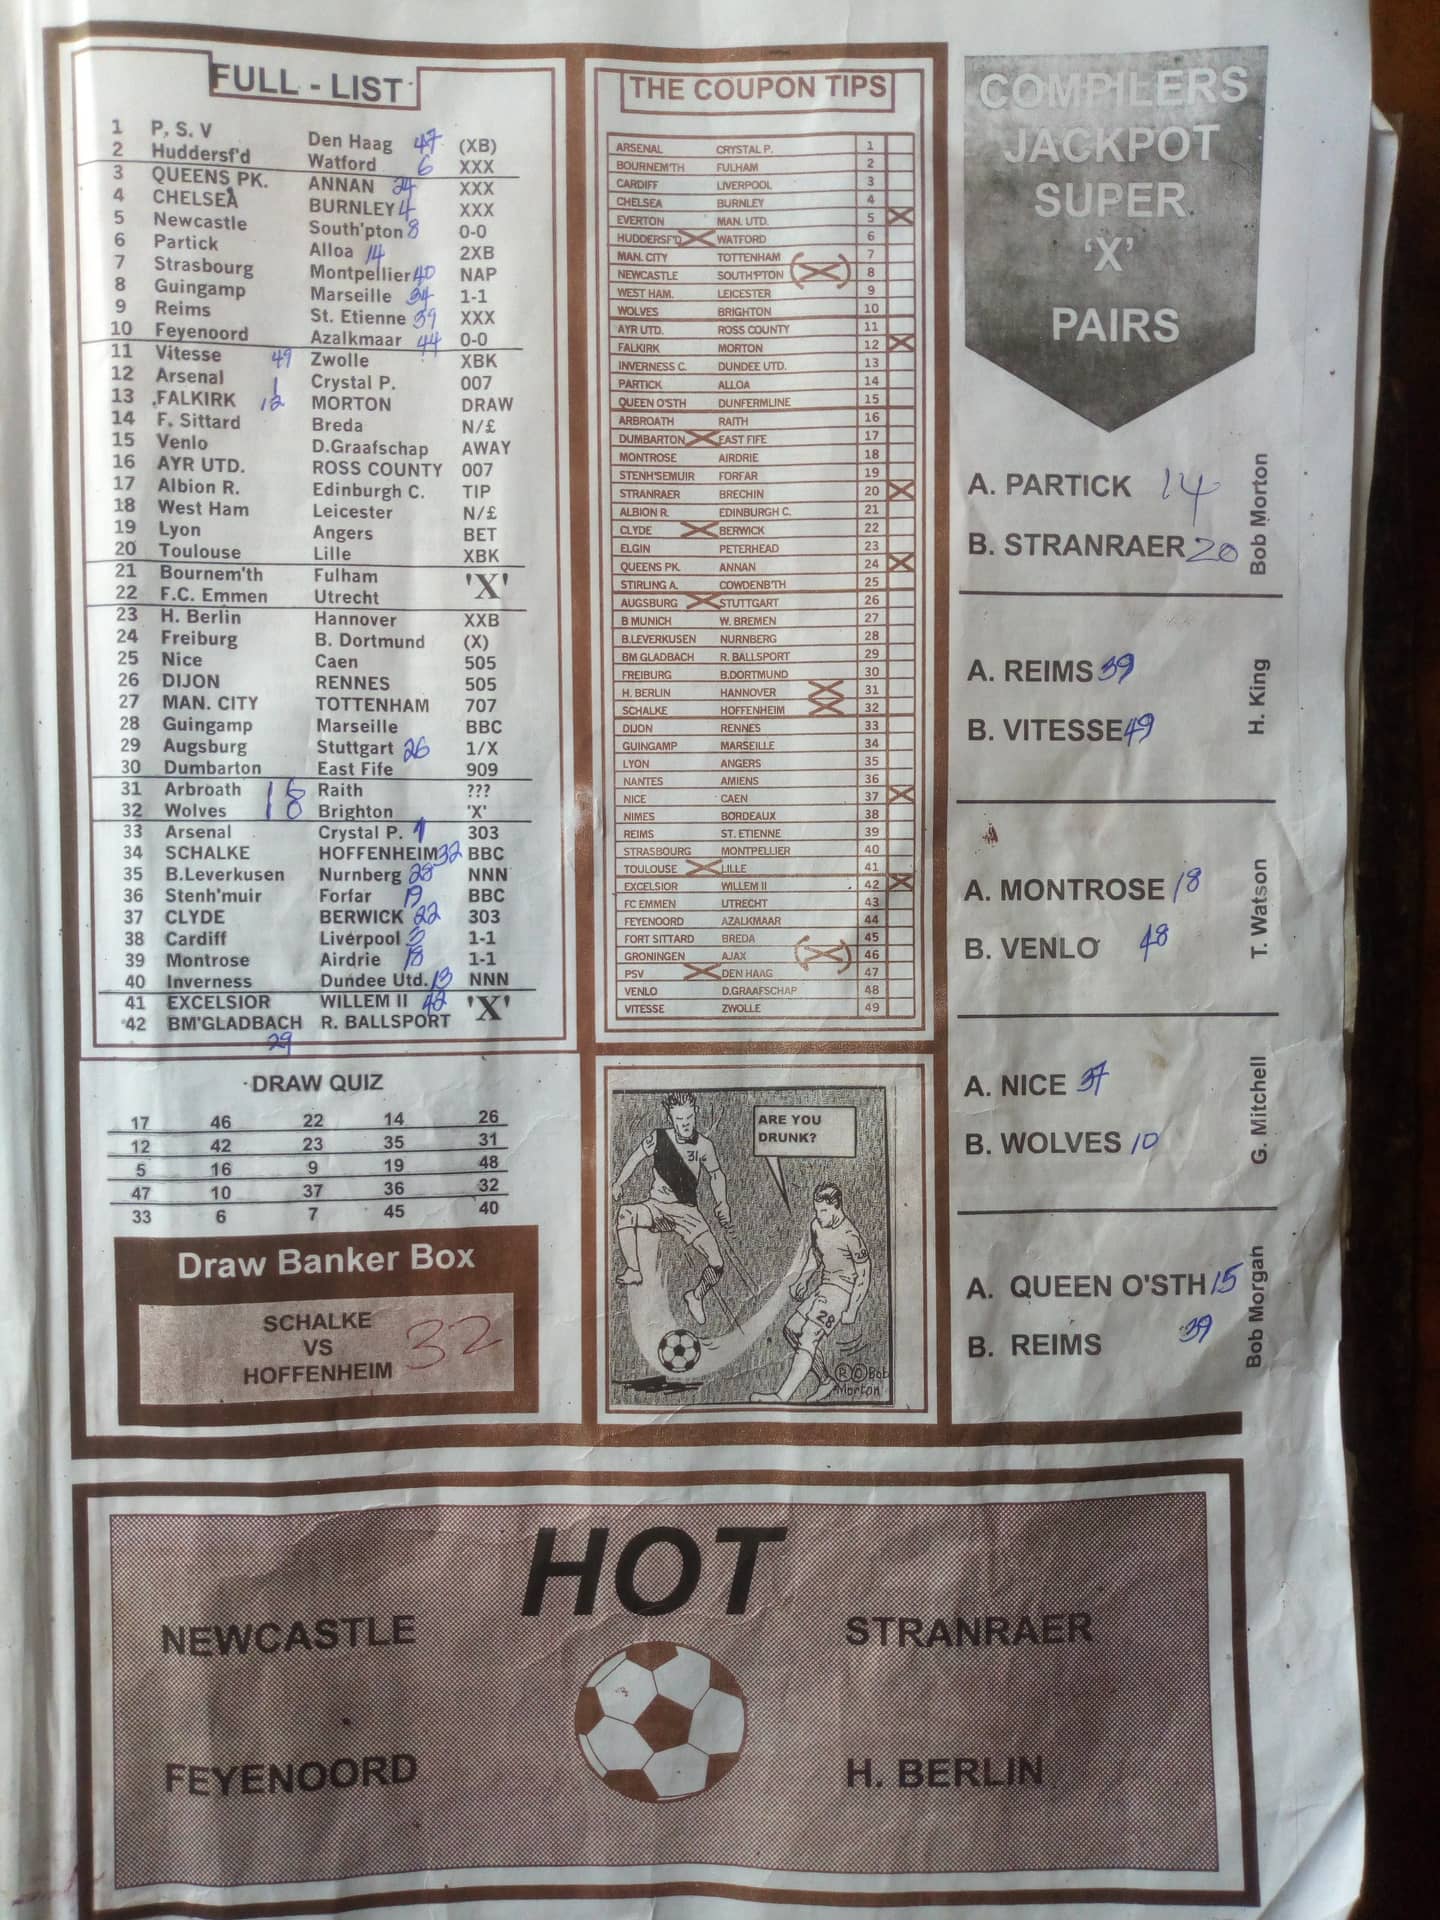 FULL - LIST
1 P. S. V Den Haag 47 (XB)
2 Huddersf'd Watford 6 XXX
3 QUEENS PK. ANNAN 24 XXX
4 CHELSEA BURNLEY 4 XXX
5 Newcastle South'pton 8 0-0
6 Partick Alloa 14 2XB
7 Strasbourg Montpellier 40 NAP
8 Guingamp Marseille 34 1-1
9 Reims St. Etienne 39 XXX
10 Feyenoord Azalkmaar 44 0-0
11 Vitesse 49 Zwolle XBK
12 Arsenal 1 Crystal P. 007
13 FALKIRK 12 MORTON DRAW
14 F. Sittard Breda N/£
15 Venlo D.Graafschap AWAY
16 AYR UTD. ROSS COUNTY 007
17 Albion R. Edinburgh C. TIP
18 West Ham Leicester N/£
19 Lyon Angers BET
20 Toulouse Lille XBK
21 Bournem'th Fulham 'X'
22 F.C. Emmen Utrecht
23 H. Berlin Hannover XXB
24 Freiburg B. Dortmund (X)
25 Nice Caen 505
26 DIJON RENNES 505
27 MAN. CITY TOTTENHAM 707
28 Guingamp Marseille BBC
29 Augsburg Stuttgart 26 1/X
30 Dumbarton East Fife 909
31 Arbroath Raith ???
32 Wolves Brighton 'X'
33 Arsenal Crystal P. 1 303
34 SCHALKE HOFFENHEIM 32 BBC
35 B.Leverkusen Nurnberg 28 NNN
36 Stenh'muir Forfar 19 BBC
37 CLYDE BERWICK 22 303
38 Cardiff Liverpool 3 1-1
39 Montrose Airdrie 18 1-1
40 Inverness Dundee Utd. 13 NNN
41 EXCELSIOR WILLEM II 42 'X'
42 BM'GLADBACH R. BALLSPORT
29
DRAW QUIZ
17 46 22 14 26
12 42 23 35 31
5 16 9 19 48
47 10 37 36 32
33 6 7 45 40
Draw Banker Box
SCHALKE
VS 32
HOFFENHEIM
THE COUPON TIPS
ARSENAL CRYSTAL P. 1
BOURNEM'TH FULHAM 2
CARDIFF LIVERPOOL 3
CHELSEA BURNLEY 4
EVERTON MAN. UTD. 5 X
HUDDERSF'D X WATFORD 6
MAN. CITY TOTTENHAM 7
NEWCASTLE SOUTH'PTON (X) 8
WEST HAM. LEICESTER 9
WOLVES BRIGHTON 10
AYR UTD. ROSS COUNTY 11
FALKIRK MORTON 12 X
INVERNESS C. DUNDEE UTD. 13
PARTICK ALLOA 14
QUEEN O'STH DUNFERMLINE 15
ARBROATH RAITH 16
DUMBARTON X EAST FIFE 17
MONTROSE AIRDRIE 18
STENH'SEMUIR FORFAR 19
STRANRAER BRECHIN 20 X
ALBION R. EDINBURGH C. 21
CLYDE X BERWICK 22
ELGIN PETERHEAD 23
QUEENS PK. ANNAN 24 X
STIRLING A. COWDENB'TH 25
AUGSBURG X STUTTGART 26
B MUNICH W. BREMEN 27
B.LEVERKUSEN NURNBERG 28
BM GLADBACH R. BALLSPORT 29
FREIBURG B.DORTMUND 30
H. BERLIN HANNOVER X 31
SCHALKE HOFFENHEIM X 32
DIJON RENNES 33
GUINGAMP MARSEILLE 34
LYON ANGERS 35
NANTES AMIENS 36
NICE CAEN 37 X
NIMES BORDEAUX 38
REIMS ST. ETIENNE 39
STRASBOURG MONTPELLIER 40
TOULOUSE X LILLE 41
EXCELSIOR WILLEM II 42 X
FC EMMEN UTRECHT 43
FEYENOORD AZALKMAAR 44
FORT SITTARD BREDA 45
GRONINGEN AJAX (X) 46
PSV X DEN HAAG 47
VENLO D.GRAAFSCHAP 48
VITESSE ZWOLLE 49
ARE YOU
DRUNK?
31
28
28
® © Bob
Morton
COMPILERS
JACKPOT
SUPER
'X'
PAIRS
A. PARTICK 14
B. STRANRAER 20
Bob Morton
A. REIMS 39
B. VITESSE 49
H. King
A. MONTROSE 18
B. VENLO 48
T. Watson
A. NICE 37
B. WOLVES 10
G. Mitchell
A. QUEEN O'STH 15
B. REIMS 39
Bob Morgah
HOT
NEWCASTLE STRANRAER
FEYENOORD H. BERLIN